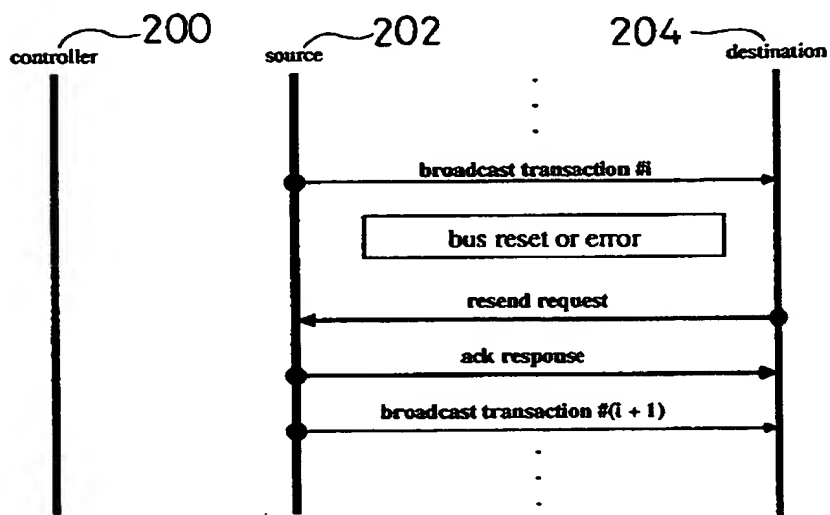 200 202 204
controller source destination
broadcast transaction #i
bus reset or error
resend request
ack response
broadcast transaction #(i + 1)